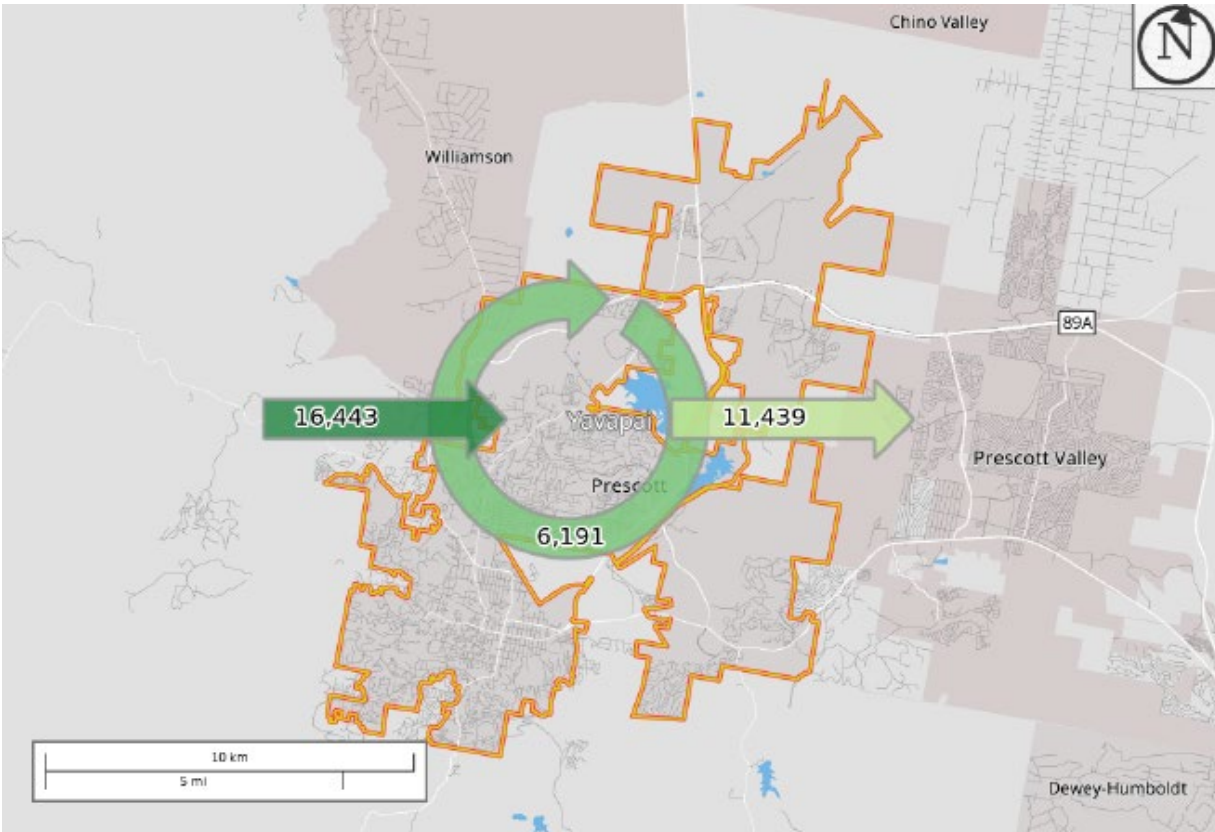 Chino Valley
N
Williamson
89A
16,443
Yavapai
11,439
Prescott Valley
Prescott
6,191
10 km
5 mi
Dewey-Humboldt